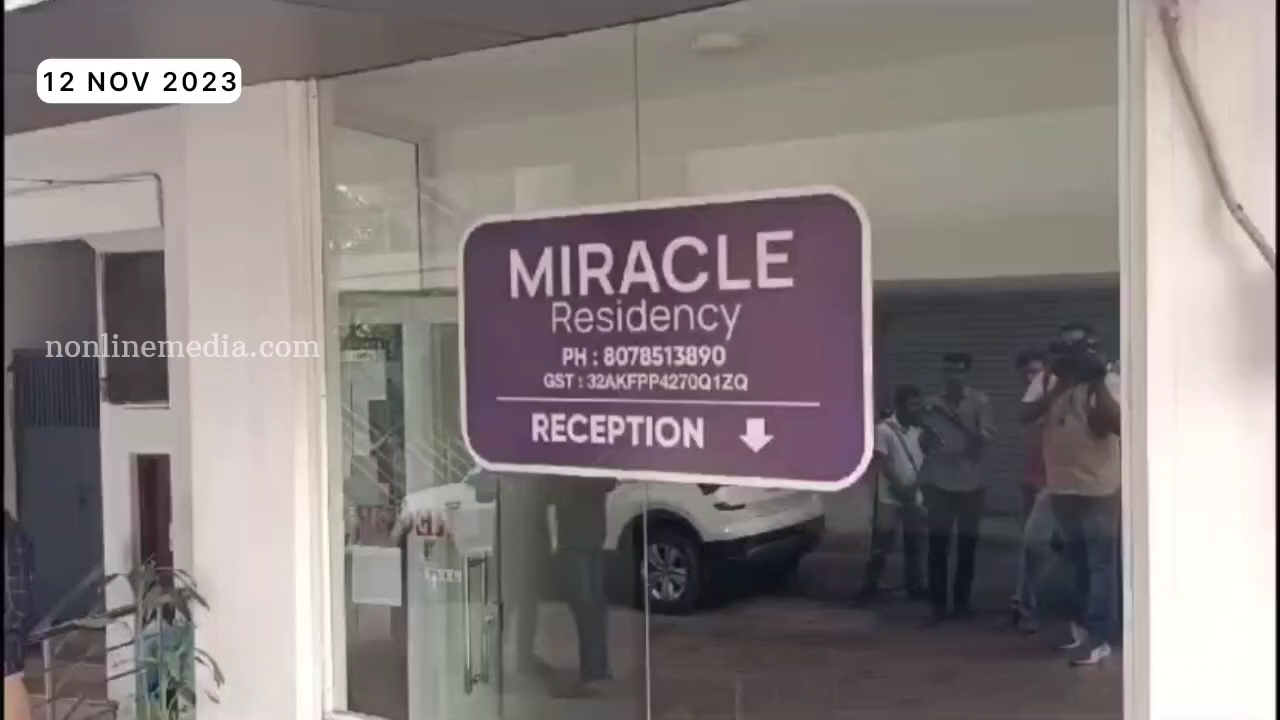 12 NOV 2023
nonlinemedia.com
MIRACLE
Residency
PH : 8078513890
GST : 32AKFPP4270Q1ZQ
RECEPTION